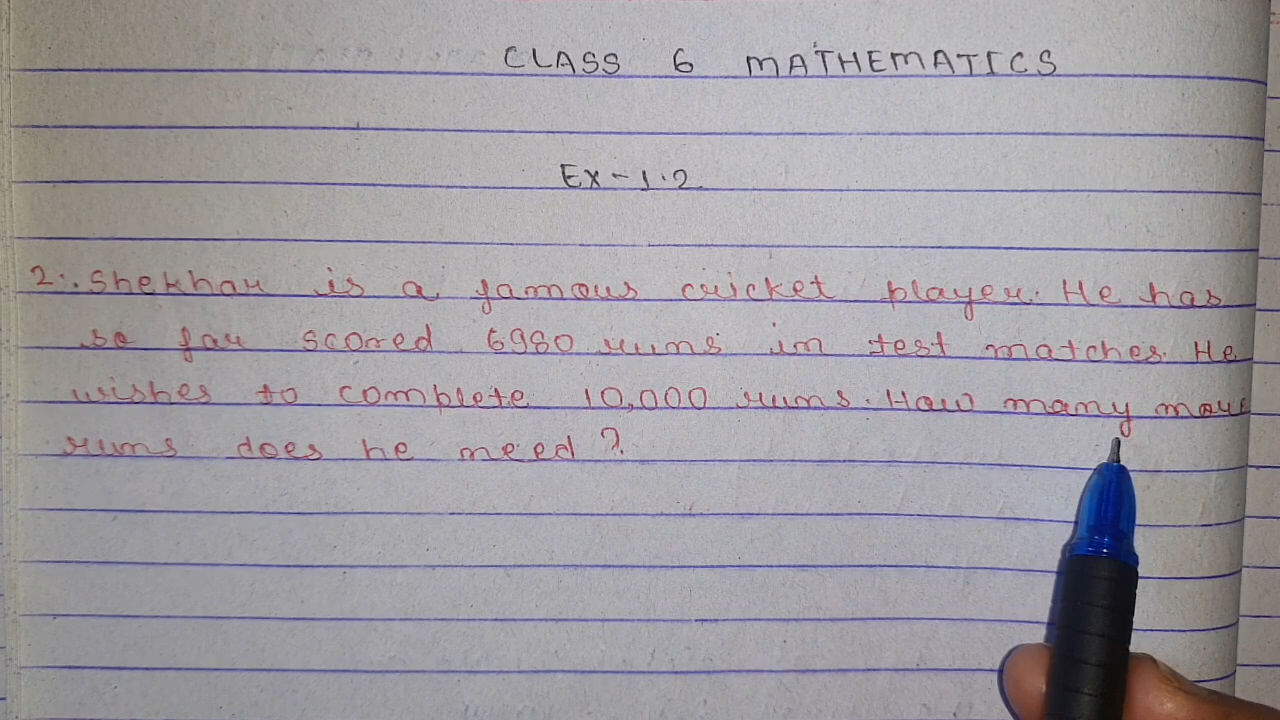 CLASS 6 MATHEMATICS
Ex-1.2
2. Shekhar is a famous cricket player. He has
so far scored 6980 runs in test matches. He
wishes to complete 10,000 runs. How many more
runs does he need?